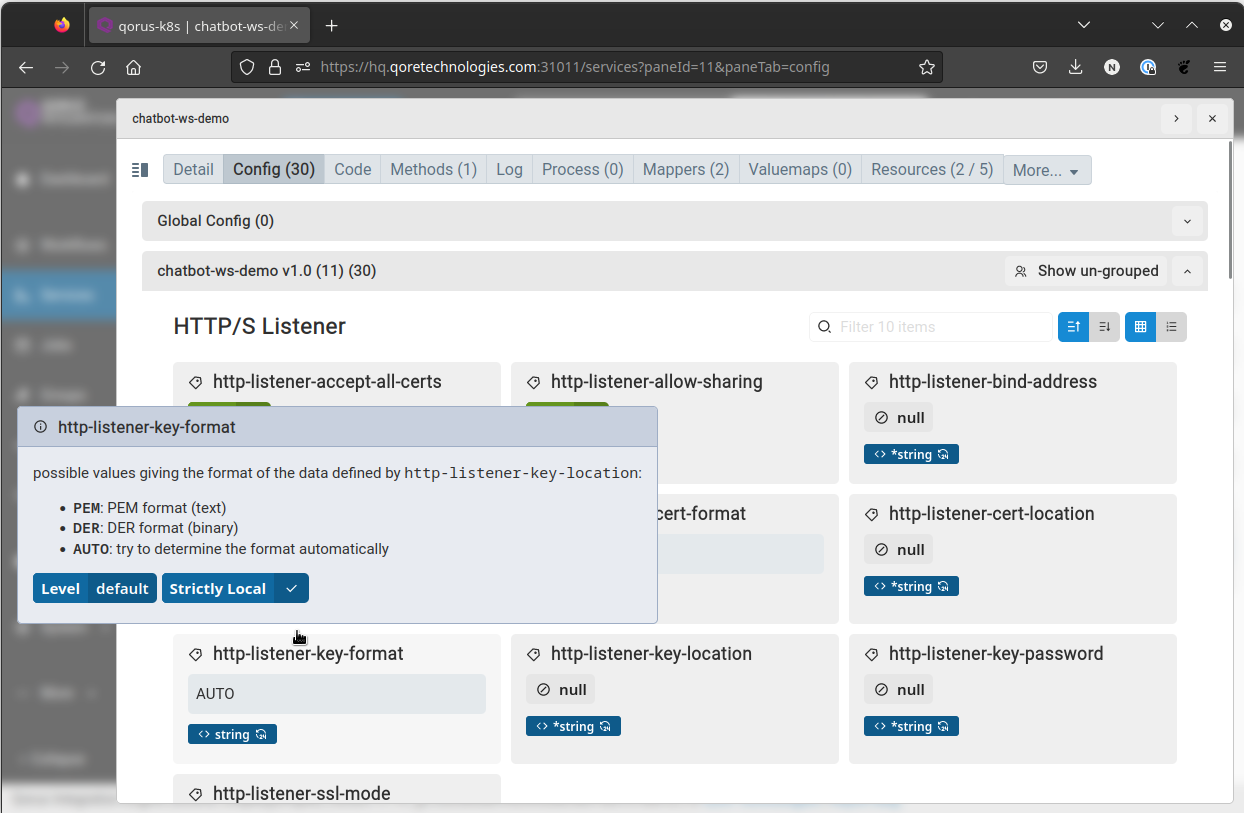 qorus-k8s | chatbot-ws-de
https://hq.qoretechnologies.com:31011/services?paneId=11&paneTab=config
N
chatbot-ws-demo
Detail
Config (30)
Code
Methods (1)
Log
Process (0)
Mappers (2)
Valuemaps (0)
Resources (2 / 5)
More...
Global Config (0)
chatbot-ws-demo v1.0 (11) (30)
Show un-grouped
HTTP/S Listener
Filter 10 items
http-listener-accept-all-certs
http-listener-allow-sharing
http-listener-bind-address
null
<> *string
http-listener-key-format
possible values giving the format of the data defined by http-listener-key-location:
• PEM: PEM format (text)
• DER: DER format (binary)
• AUTO: try to determine the format automatically
Level default
Strictly Local
cert-format
http-listener-cert-location
null
<> *string
http-listener-key-format
AUTO
<> string
http-listener-key-location
null
<> *string
http-listener-key-password
null
<> *string
http-listener-ssl-mode